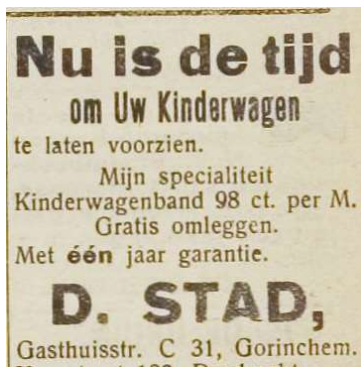 Nu is de tijd
om Uw Kinderwagen
te laten voorzien.
Mijn specialiteit
Kinderwagenband 98 ct. per M.
Gratis omleggen.
Met één jaar garantie.
D. STAD,
Gasthuisstr. C 31, Gorinchem.